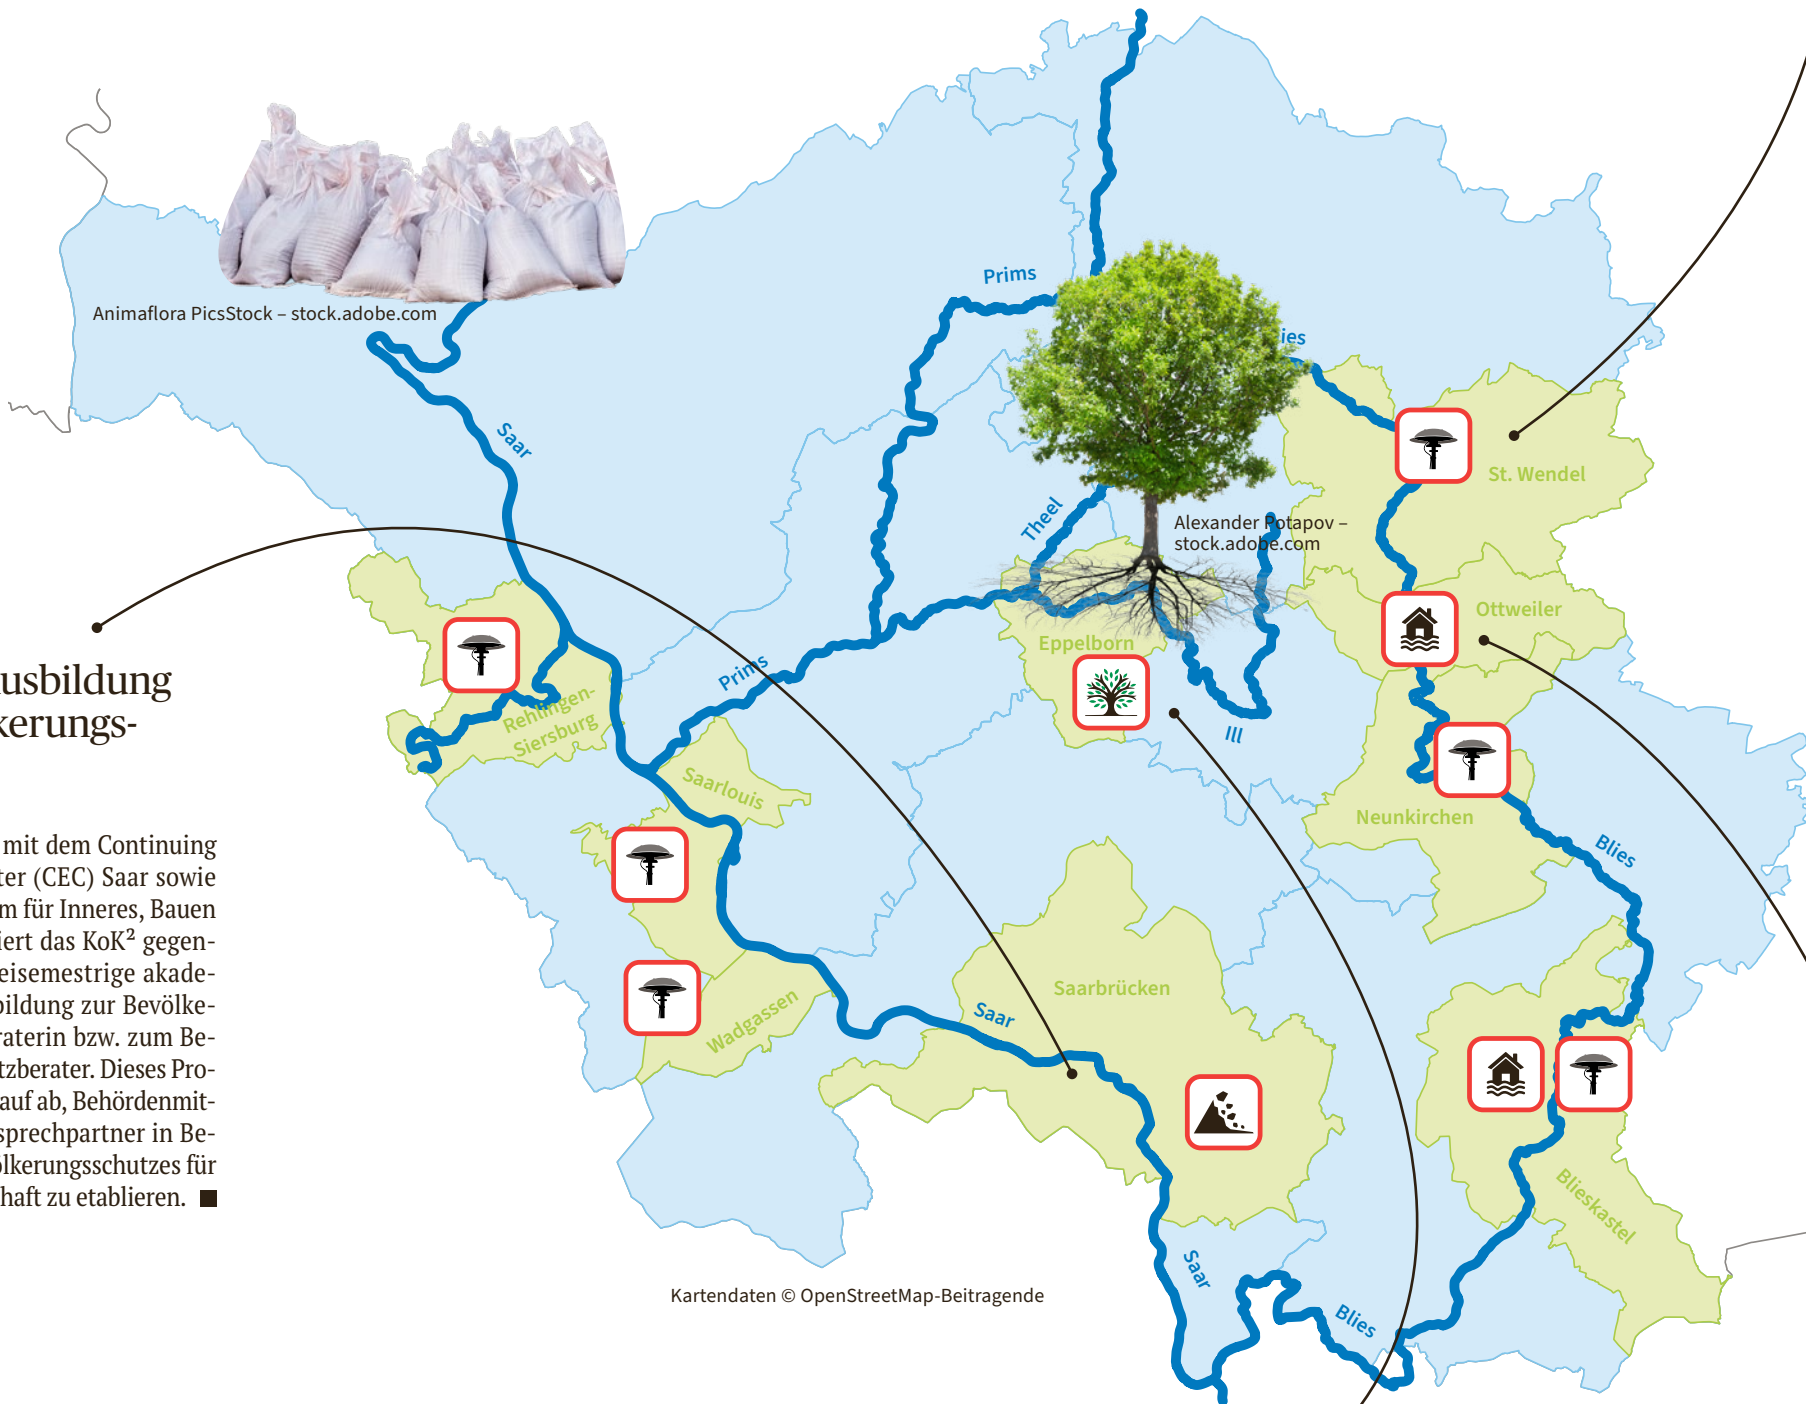 Animaflora PicsStock – stock.adobe.com
Prims
ies
Saar
St. Wendel
Theel
Alexander Potapov –
stock.adobe.com
Ottweiler
Eppelborn
Prims
Rehlingen-
Siersburg
Ill
Saarlouis
Neunkirchen
Blies
Saarbrücken
Saar
Wadgassen
Blieskastel
Saar
Blies
Kartendaten © OpenStreetMap-Beitragende
usbildung
kerungs-
mit dem Continuing
ter (CEC) Saar sowie
m für Inneres, Bauen
iert das KoK² gegen-
eisemestrige akade-
bildung zur Bevölke-
raterin bzw. zum Be-
tzberater. Dieses Pro-
auf ab, Behördenmit-
sprechpartner in Be-
ölkerungsschutzes für
haft zu etablieren. ■